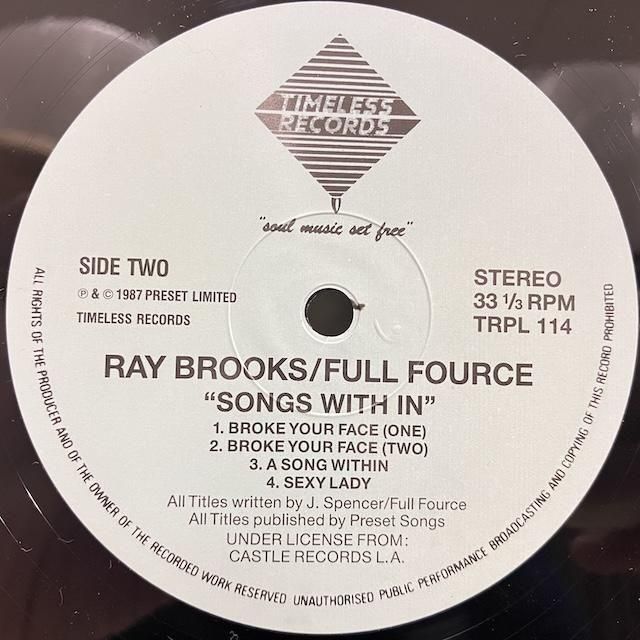 TIMELESS
RECORDS
"soul music set free"
SIDE TWO
℗ & © 1987 PRESET LIMITED
TIMELESS RECORDS
STEREO
33 1/3 RPM
TRPL 114
RAY BROOKS/FULL FOURCE
"SONGS WITH IN"
1. BROKE YOUR FACE (ONE)
2. BROKE YOUR FACE (TWO)
3. A SONG WITHIN
4. SEXY LADY
All Titles written by J. Spencer/Full Fource
All Titles published by Preset Songs
UNDER LICENSE FROM:
CASTLE RECORDS L.A.
ALL RIGHTS OF THE PRODUCER AND OF THE OWNER OF THE RECORDED WORK RESERVED UNAUTHORISED PUBLIC PERFORMANCE BROADCASTING AND COPYING OF THIS RECORD PROHIBITED